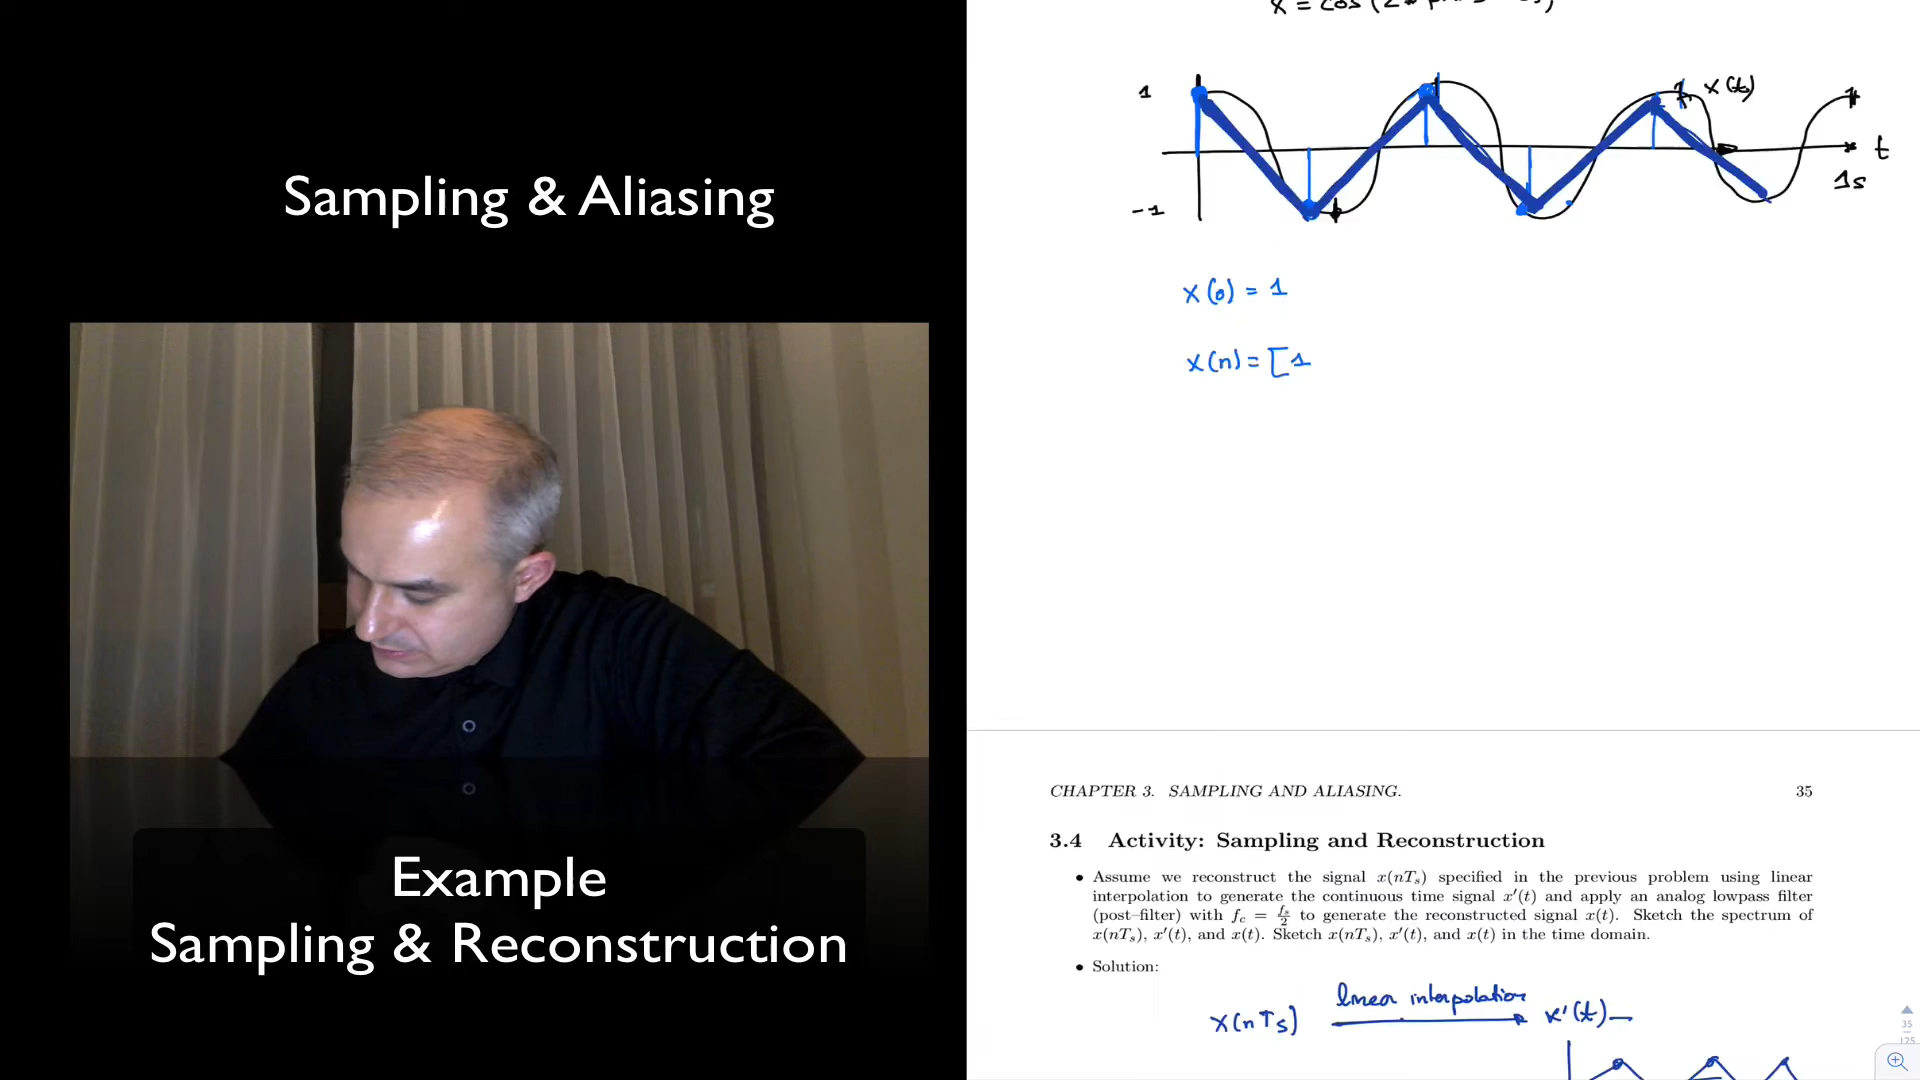 Sampling & Aliasing
Example
Sampling & Reconstruction
1
x(t)
t
1s
-1
x(0) = 1
x(n) = [1
CHAPTER 3. SAMPLING AND ALIASING.
35
3.4 Activity: Sampling and Reconstruction
• Assume we reconstruct the signal x(nTₛ) specified in the previous problem using linear
interpolation to generate the continuous time signal x′(t) and apply an analog lowpass filter
(post–filter) with f_c = fₛ/2 to generate the reconstructed signal x(t). Sketch the spectrum of
x(nTₛ), x′(t), and x(t). Sketch x(nTₛ), x′(t), and x(t) in the time domain.
• Solution:
linear interpolation
x(nTs)
x'(t)
35
125